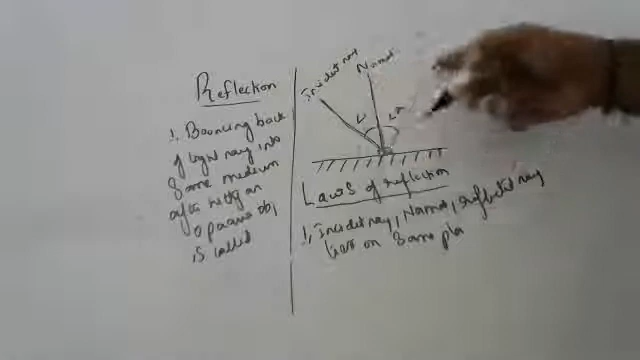 Reflection
1. Bouncing back
of light ray into
Same medium
after hitting an
opaque obj,
is called
Incident ray
Normal
Laws of reflection
1, Incident ray, Normal, reflected ray
lies on Same pla